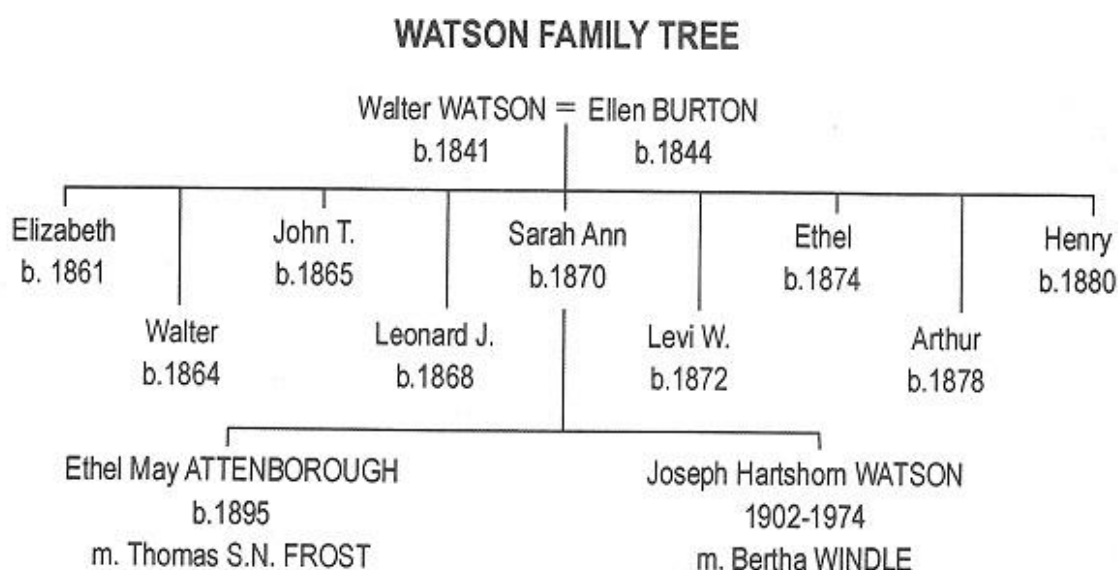 WATSON FAMILY TREE
Walter WATSON = Ellen BURTON
b.1841 b.1844
Elizabeth John T. Sarah Ann Ethel Henry
b. 1861 b.1865 b.1870 b.1874 b.1880
Walter Leonard J. Levi W. Arthur
b.1864 b.1868 b.1872 b.1878
Ethel May ATTENBOROUGH Joseph Hartshorn WATSON
b.1895 1902-1974
m. Thomas S.N. FROST m. Bertha WINDLE